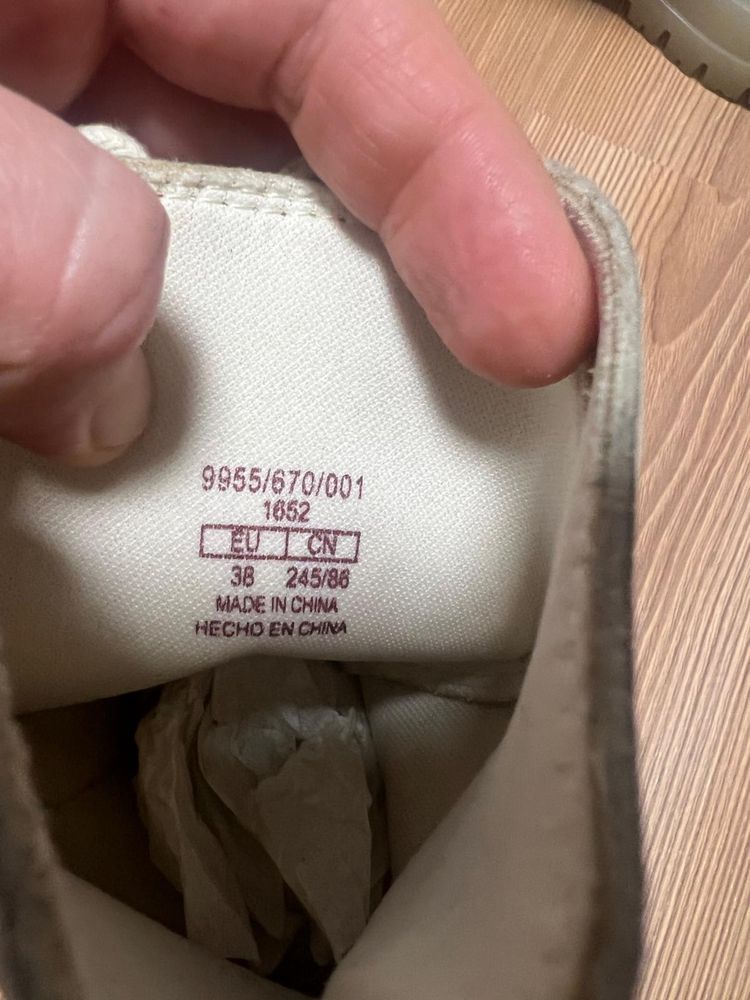 9955/670/001
1652
EU CN
38 245/86
MADE IN CHINA
HECHO EN CHINA